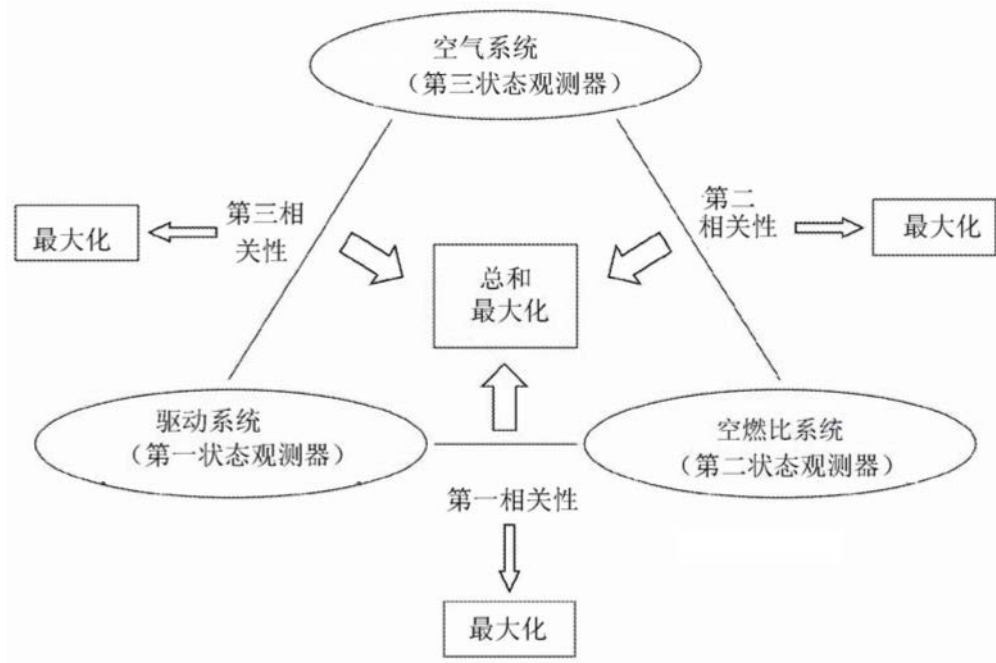 空气系统
（第三状态观测器）
第三相
关性
最大化
第二
相关性
最大化
总和
最大化
驱动系统
（第一状态观测器）
空燃比系统
（第二状态观测器）
第一相关性
最大化